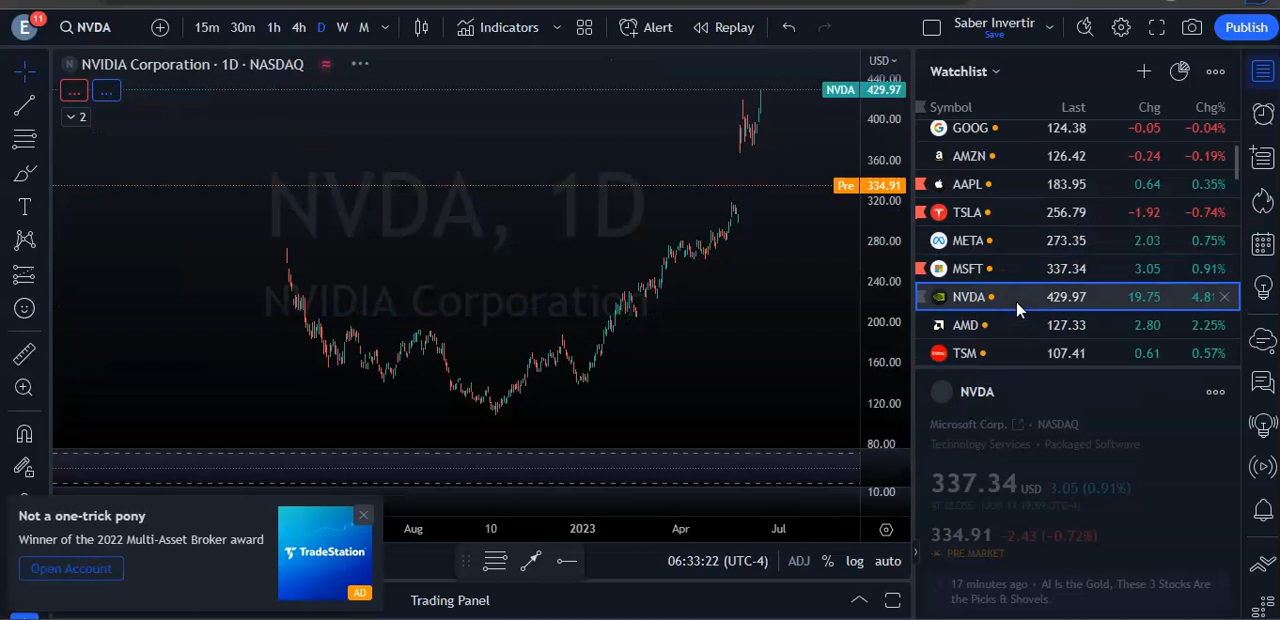 E 11 NVDA 15m 30m 1h 4h D W M Indicators Alert Replay Saber Invertir Save Publish
N NVIDIA Corporation · 1D · NASDAQ
... ...
2
USD
440.00
NVDA 429.97
400.00
360.00
Pre 334.91
320.00
280.00
240.00
200.00
160.00
120.00
80.00
10.00
NVDA, 1D
NVIDIA Corporation
Aug 10 2023 Apr Jul
06:33:22 (UTC-4) ADJ % log auto
Trading Panel
Not a one-trick pony
Winner of the 2022 Multi-Asset Broker award
Open Account
TradeStation
AD
Watchlist
Symbol Last Chg Chg%
GOOG 124.38 −0.05 −0.04%
AMZN 126.42 −0.24 −0.19%
AAPL 183.95 0.64 0.35%
TSLA 256.79 −1.92 −0.74%
META 273.35 2.03 0.75%
MSFT 337.34 3.05 0.91%
NVDA 429.97 19.75 4.81
AMD 127.33 2.80 2.25%
TSM 107.41 0.61 0.57%
NVDA
Microsoft Corp. · NASDAQ
Technology Services · Packaged Software
337.34 USD 3.05 (0.91%)
334.91 −2.43 (−0.72%)
PRE MARKET
17 minutes ago · AI Is the Gold, These 3 Stocks Are
the Picks & Shovels